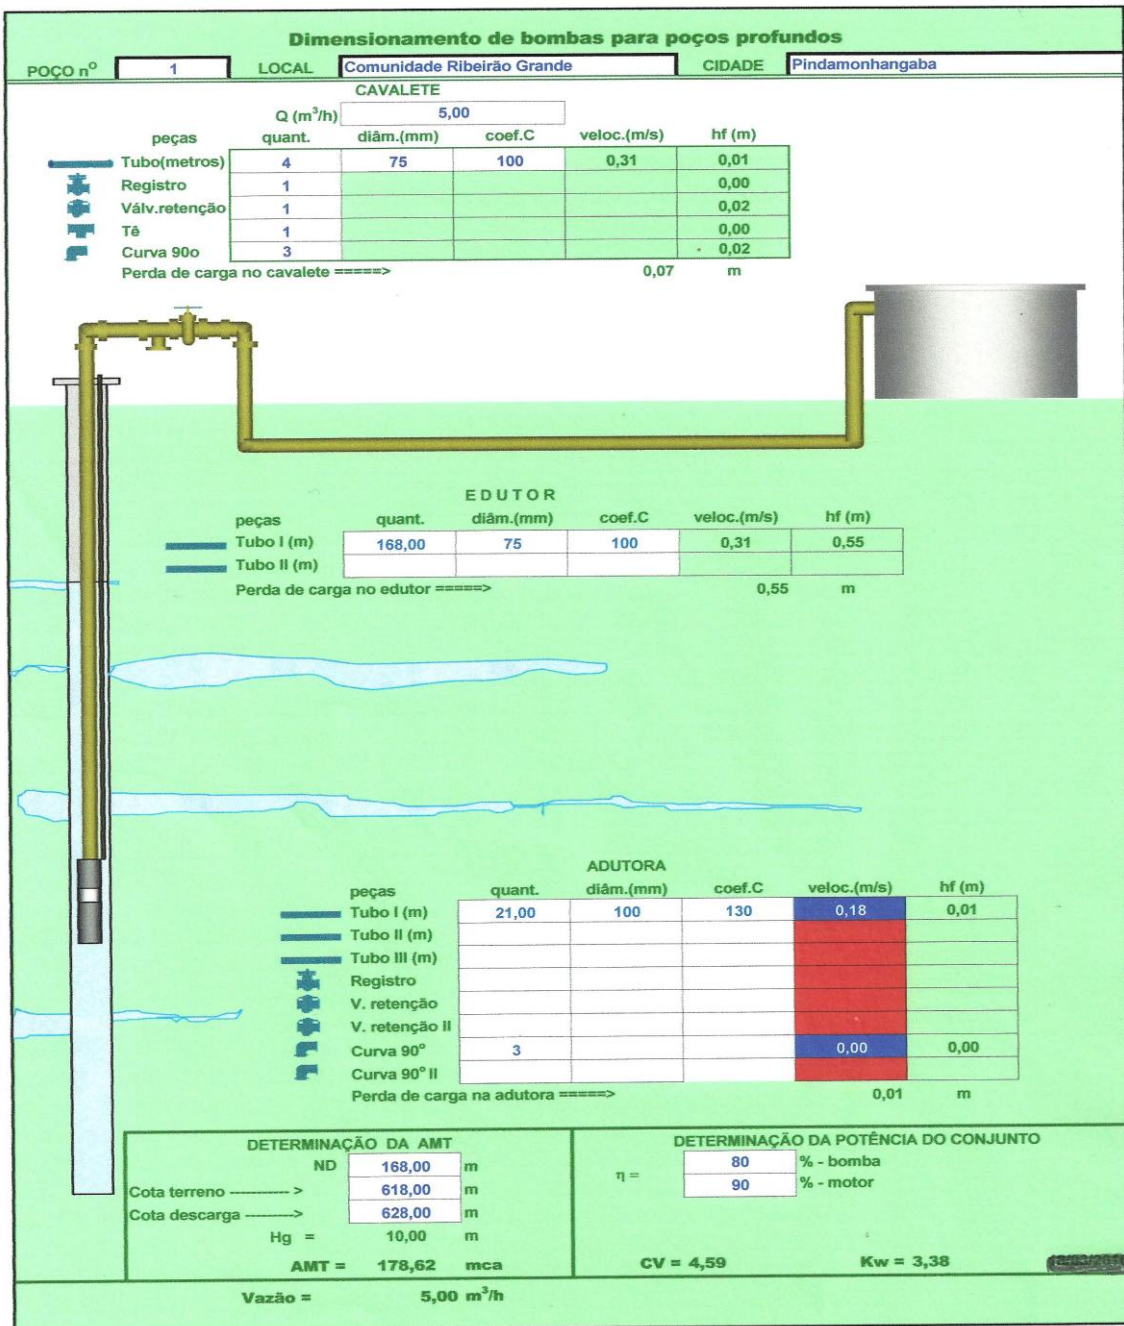 Dimensionamento de bombas para poços profundos
POÇO nº 1 LOCAL Comunidade Ribeirão Grande CIDADE Pindamonhangaba
CAVALETE
Q (m³/h) 5,00
peças quant. diâm.(mm) coef.C veloc.(m/s) hf (m)
Tubo(metros) 4 75 100 0,31 0,01
Registro 1 0,00
Válv.retenção 1 0,02
Tê 1 0,00
Curva 90o 3 0,02
Perda de carga no cavalete =====> 0,07 m
EDUTOR
peças quant. diâm.(mm) coef.C veloc.(m/s) hf (m)
Tubo I (m) 168,00 75 100 0,31 0,55
Tubo II (m)
Perda de carga no edutor =====> 0,55 m
ADUTORA
peças quant. diâm.(mm) coef.C veloc.(m/s) hf (m)
Tubo I (m) 21,00 100 130 0,18 0,01
Tubo II (m)
Tubo III (m)
Registro
V. retenção
V. retenção II
Curva 90° 3 0,00 0,00
Curva 90° II
Perda de carga na adutora =====> 0,01 m
DETERMINAÇÃO DA AMT
ND 168,00 m
Cota terreno ----------- > 618,00 m
Cota descarga --------> 628,00 m
Hg = 10,00 m
AMT = 178,62 mca
DETERMINAÇÃO DA POTÊNCIA DO CONJUNTO
η = 80 % - bomba
90 % - motor
CV = 4,59 Kw = 3,38
Vazão = 5,00 m³/h